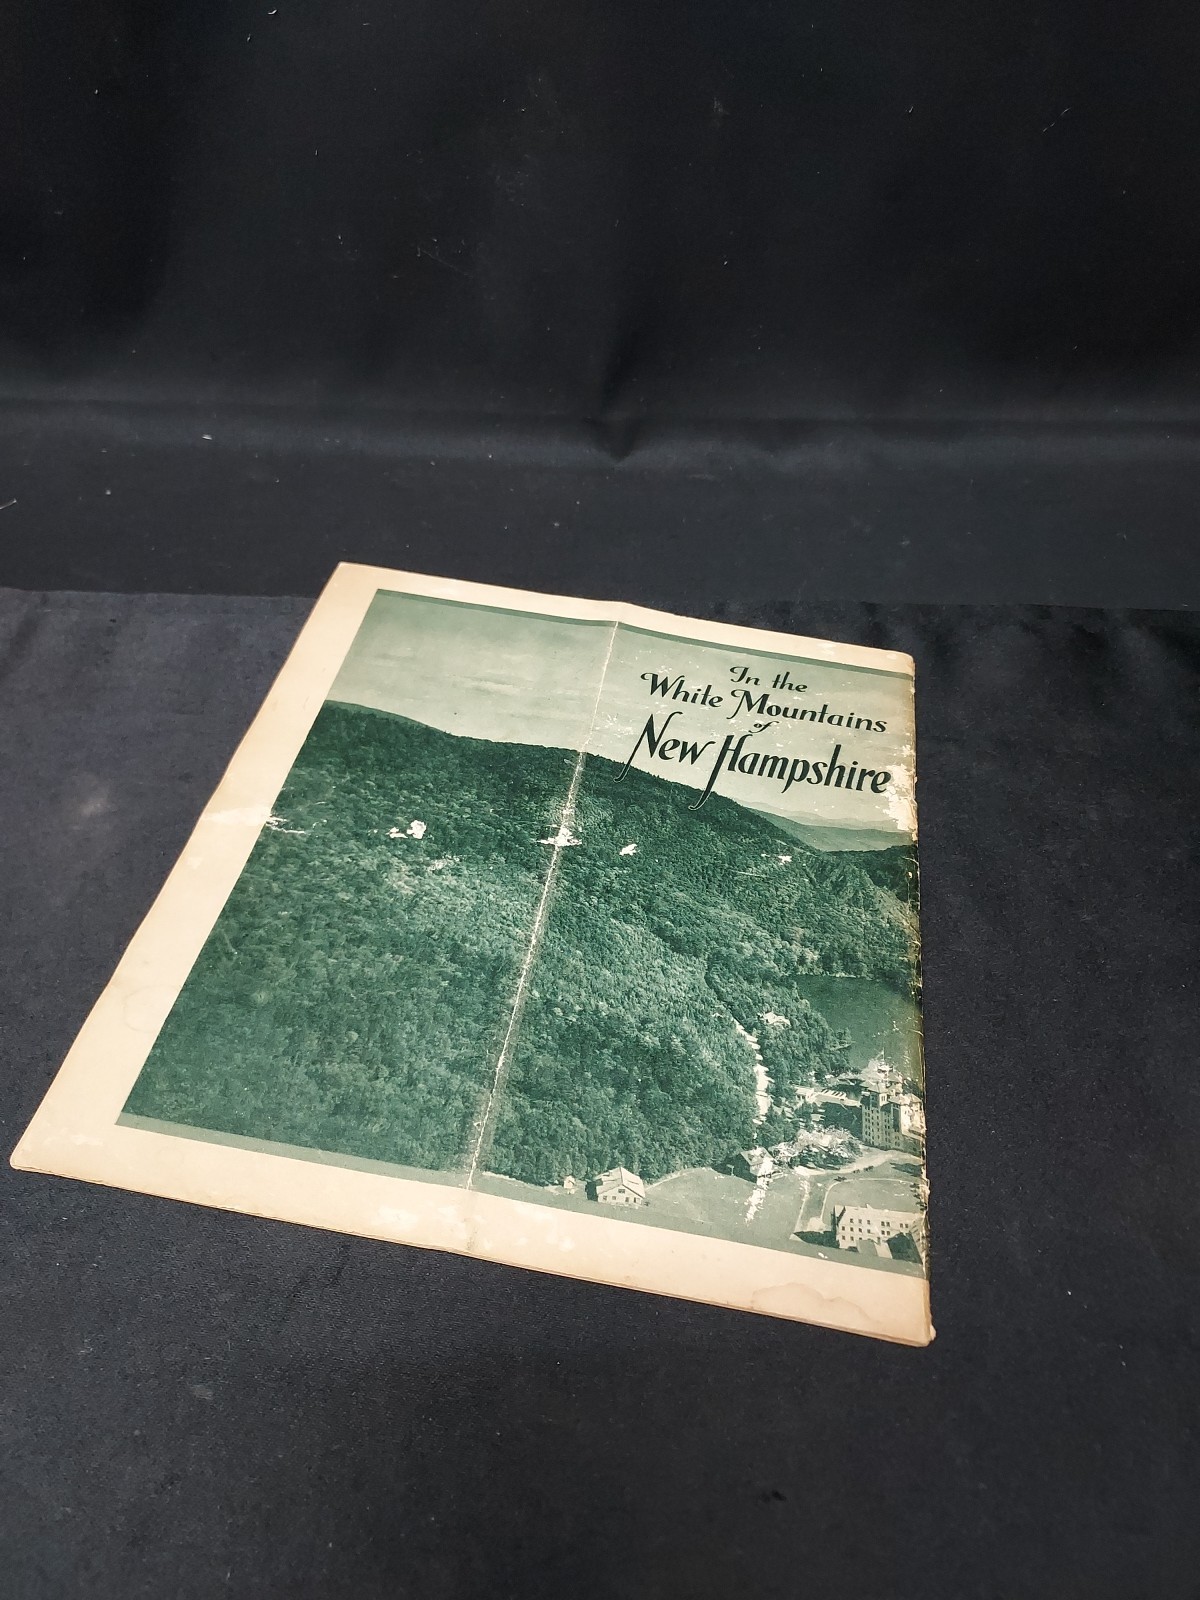 In the
White Mountains
of
New Hampshire